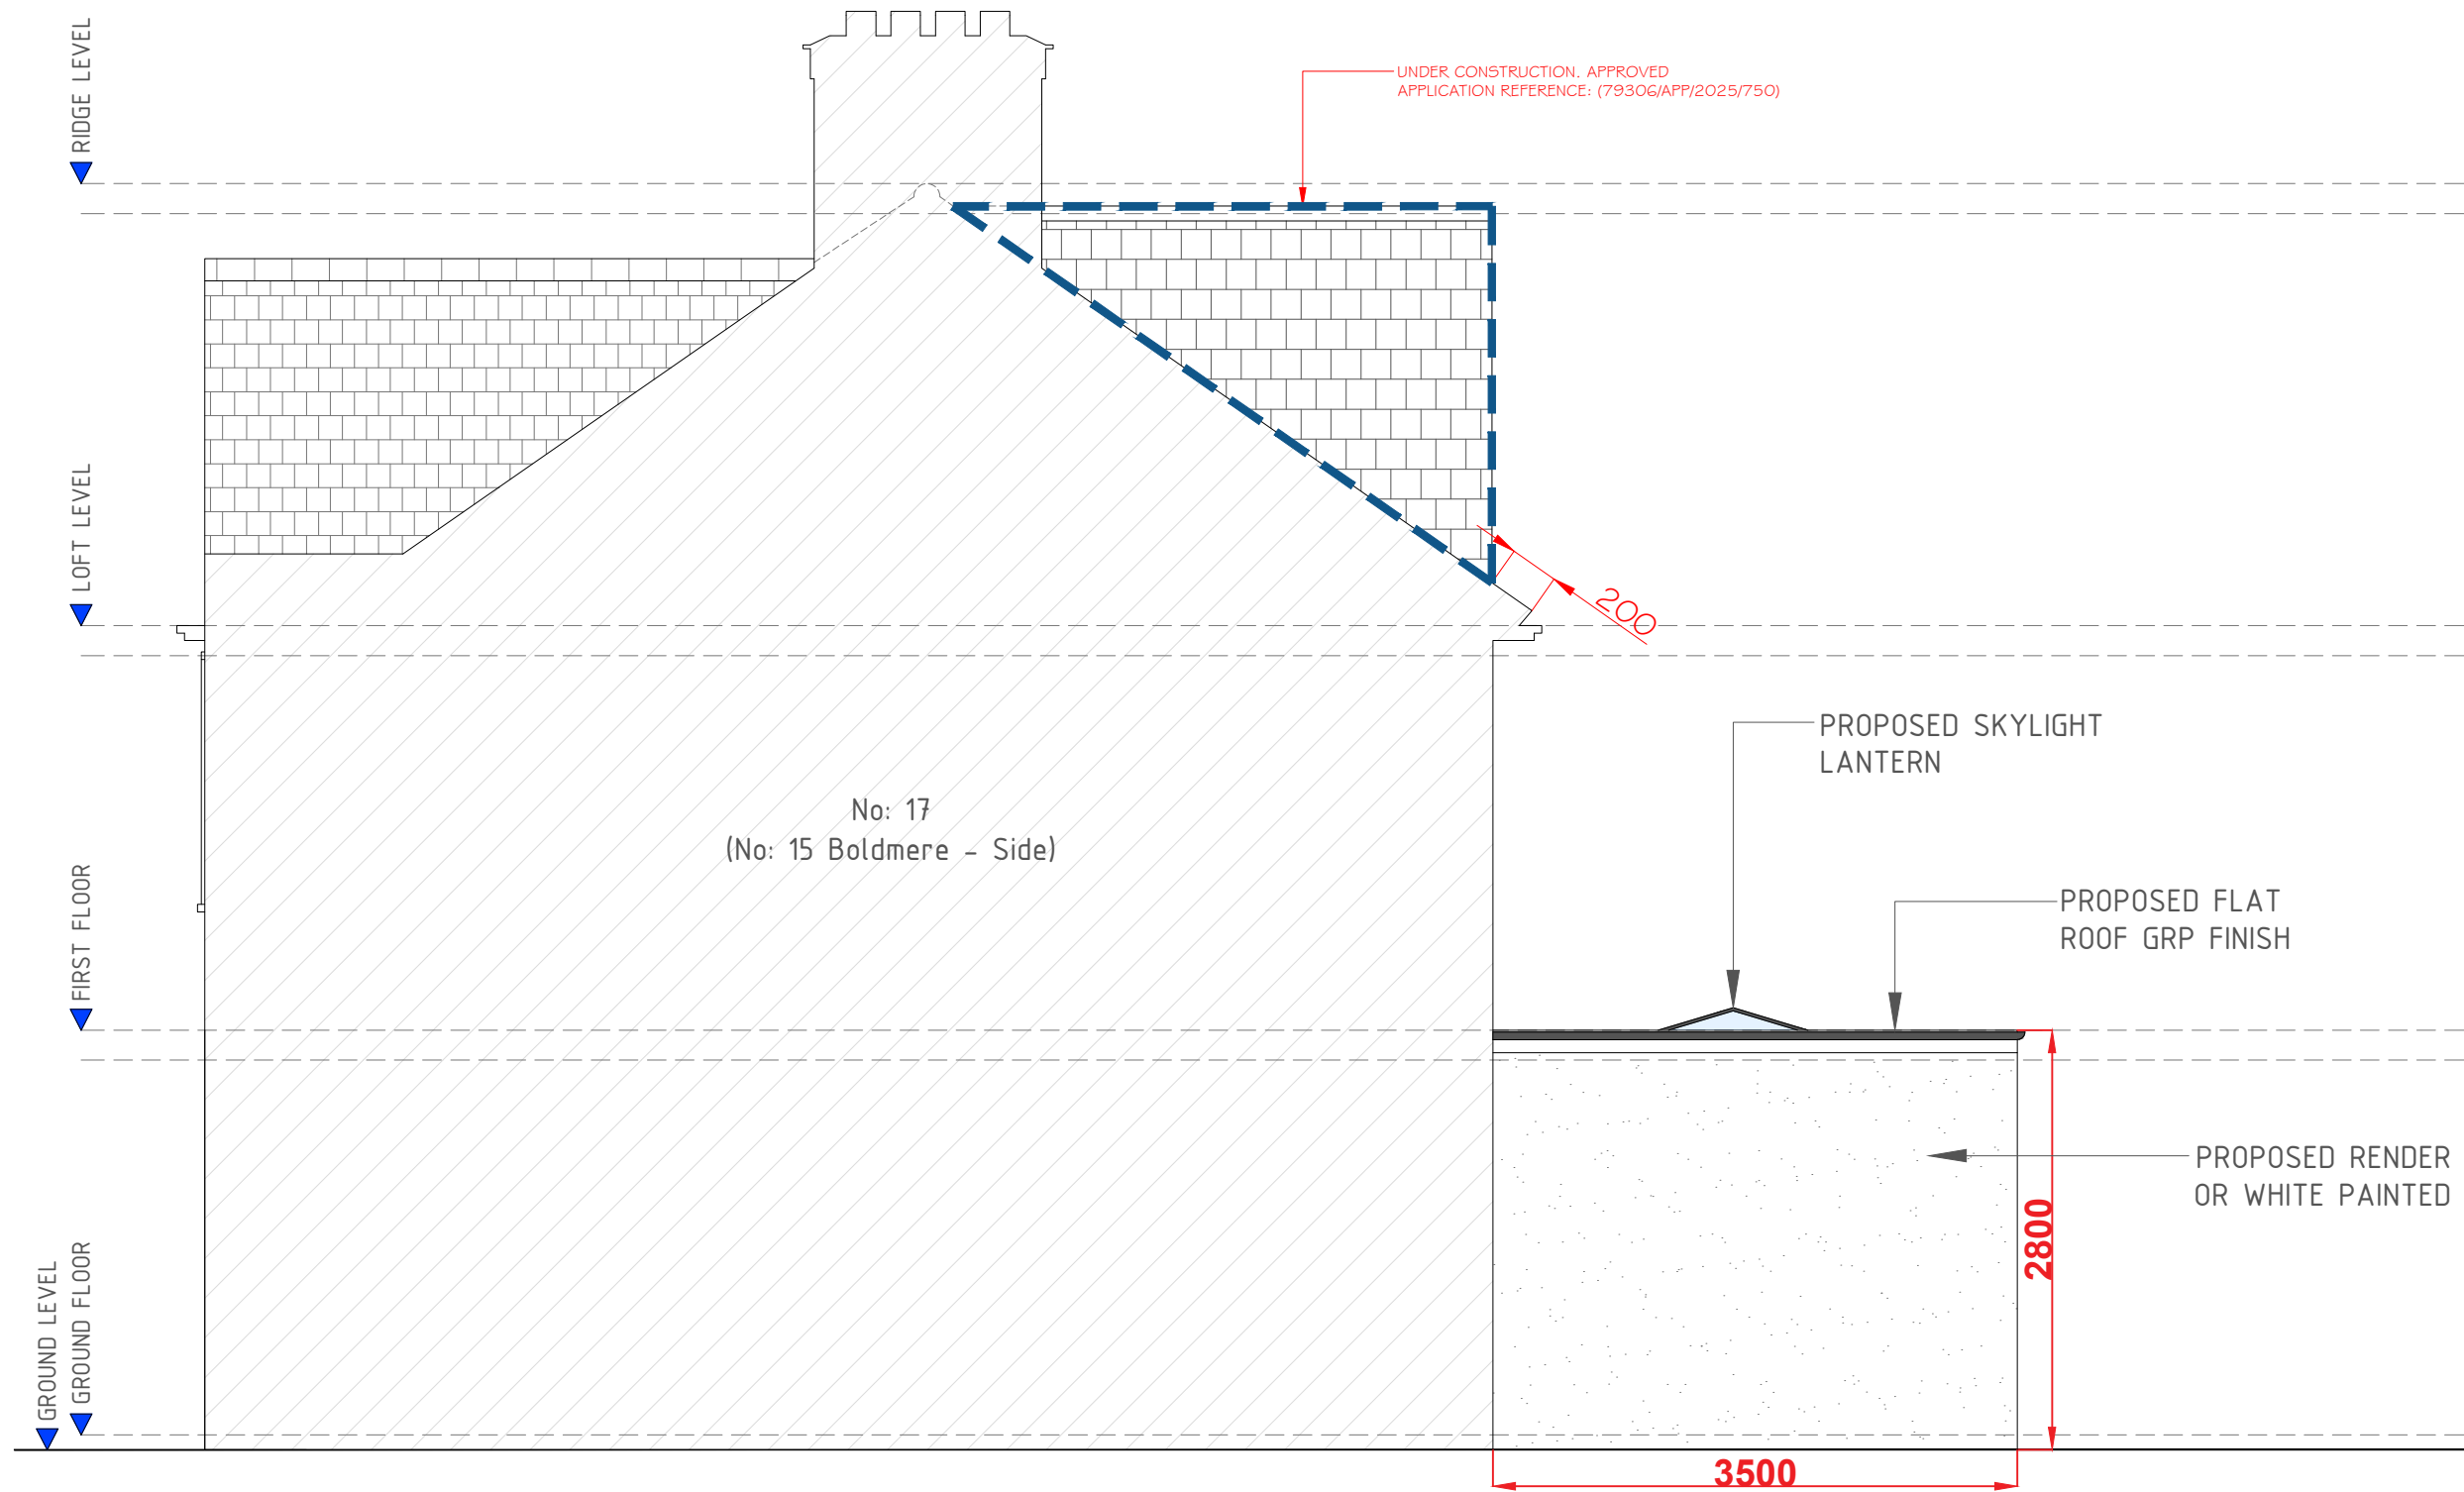 RIDGE LEVEL
UNDER CONSTRUCTION. APPROVED
APPLICATION REFERENCE: (79306/APP/2025/750)
LOFT LEVEL
200
PROPOSED SKYLIGHT
LANTERN
No: 17
(No: 15 Boldmere - Side)
FIRST FLOOR
PROPOSED FLAT
ROOF GRP FINISH
PROPOSED RENDER
OR WHITE PAINTED
2800
GROUND LEVEL
GROUND FLOOR
3500